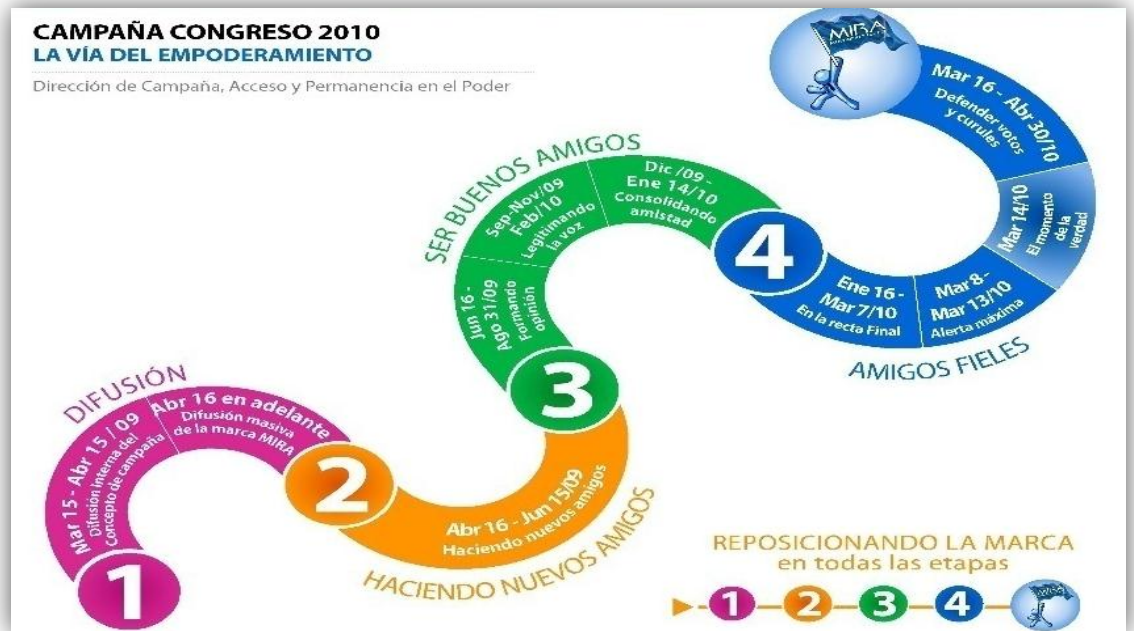 CAMPAÑA CONGRESO 2010
LA VÍA DEL EMPODERAMIENTO
Dirección de Campaña, Acceso y Permanencia en el Poder
DIFUSIÓN
1
Mar 15 - Abr 15 / 09
Difusión Interna del
Concepto de campaña
Abr 16 en adelante
Difusión masiva
de la marca MIRA
2
Abr 16 - Jun 15/09
Haciendo nuevos amigos
HACIENDO NUEVOS AMIGOS
3
SER BUENOS AMIGOS
Jun 16 -
Ago 31/09
Formando
opinión
Sep-Nov/09
Feb/10
Legitimando
la voz
Dic /09 -
Ene 14/10
Consolidando
amistad
4
Ene 16 -
Mar 7/10
En la recta Final
Mar 8 -
Mar 13/10
Alerta máxima
AMIGOS FIELES
Mar 14/10
El momento
de la
verdad
Mar 16 - Abr 30/10
Defender votos
y curules
MIRA
REPOSICIONANDO LA MARCA
en todas las etapas
1 2 3 4 MIRA